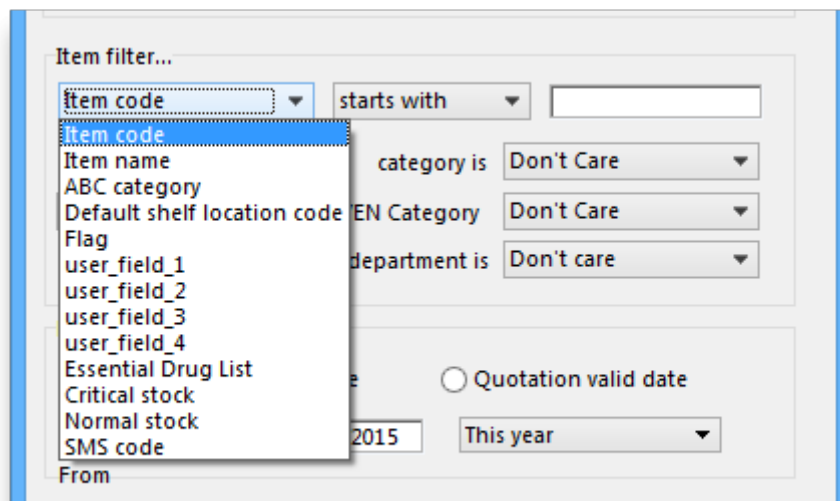 Item filter...
Item code starts with
Item code
Item name
ABC category
Default shelf location code
Flag
user_field_1
user_field_2
user_field_3
user_field_4
Essential Drug List
Critical stock
Normal stock
SMS code
category is Don't Care
EN Category Don't Care
department is Don't care
e Quotation valid date
2015 This year
From